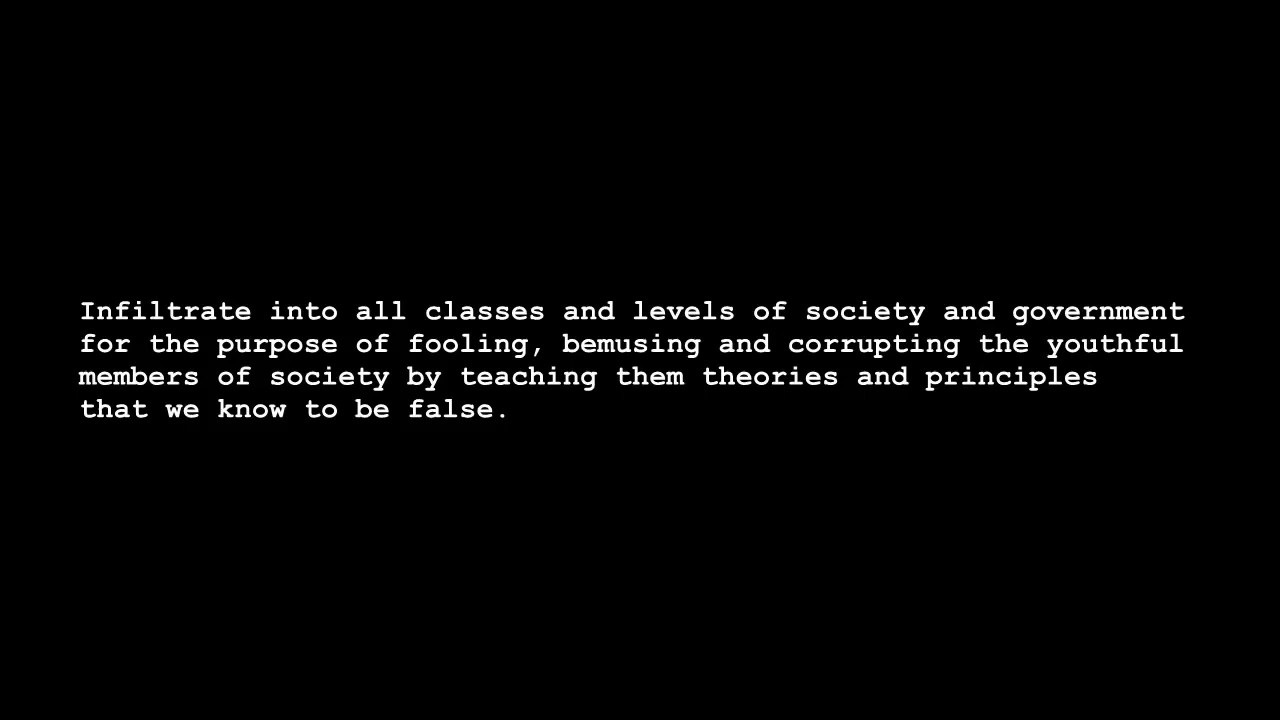 Infiltrate into all classes and levels of society and government
for the purpose of fooling, bemusing and corrupting the youthful
members of society by teaching them theories and principles
that we know to be false.